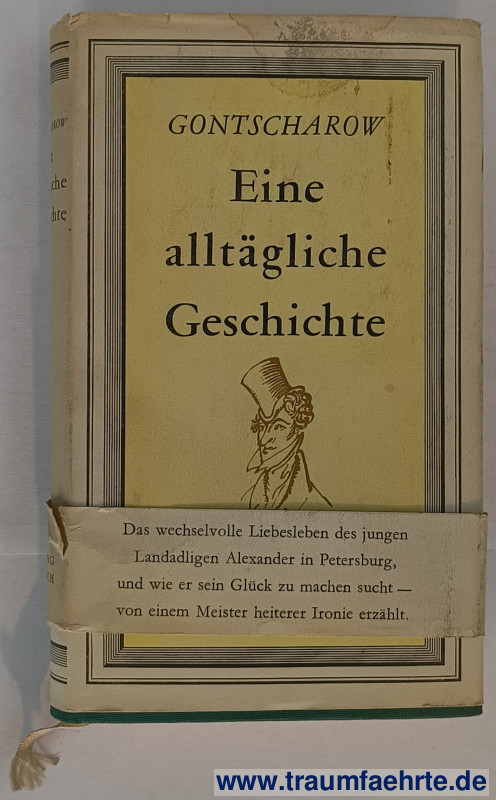 GONTSCHAROW
Eine
alltägliche
Geschichte
Das wechselvolle Liebesleben des jungen
Landadligen Alexander in Petersburg,
und wie er sein Glück zu machen sucht —
von einem Meister heiterer Ironie erzählt.
www.traumfaehrte.de